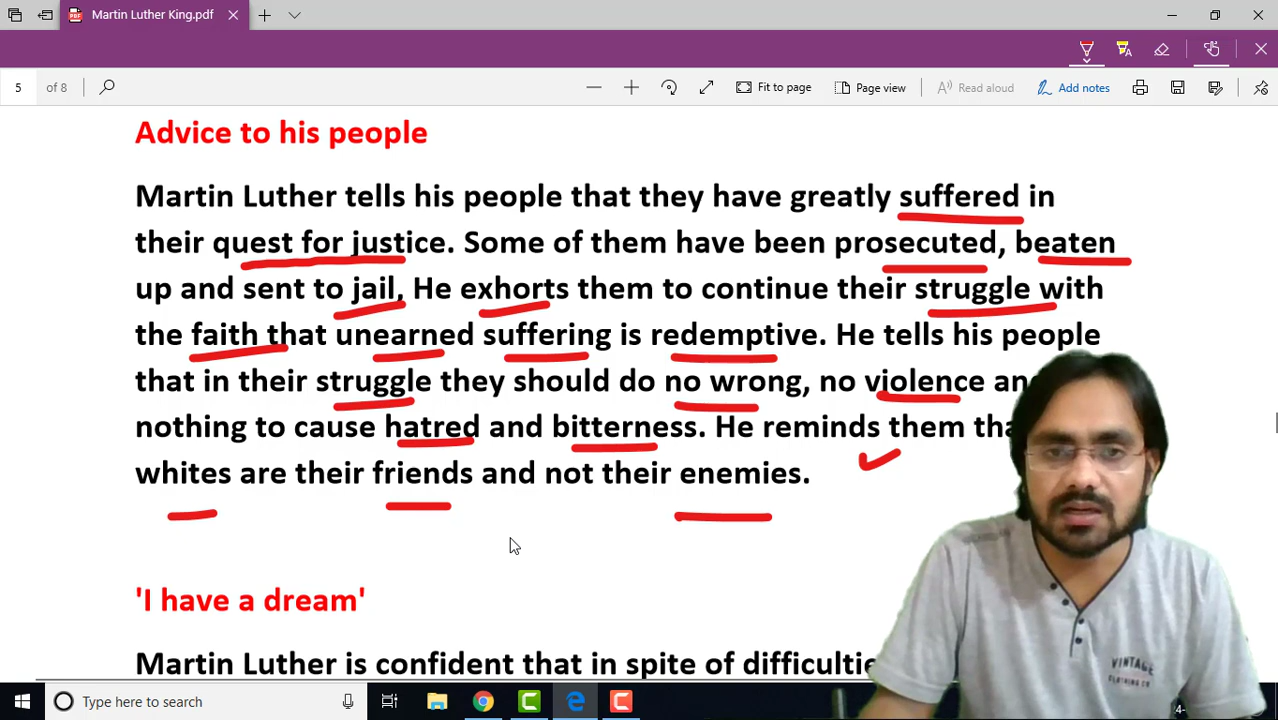 Martin Luther King.pdf
5 of 8
Fit to page
Page view
Read aloud
Add notes
Advice to his people
Martin Luther tells his people that they have greatly suffered in
their quest for justice. Some of them have been prosecuted, beaten
up and sent to jail, He exhorts them to continue their struggle with
the faith that unearned suffering is redemptive. He tells his people
that in their struggle they should do no wrong, no violence
nothing to cause hatred and bitterness. He reminds them
whites are their friends and not their enemies.
'I have a dream'
Martin Luther is confident that in spite of
VINTAGE
Type here to search